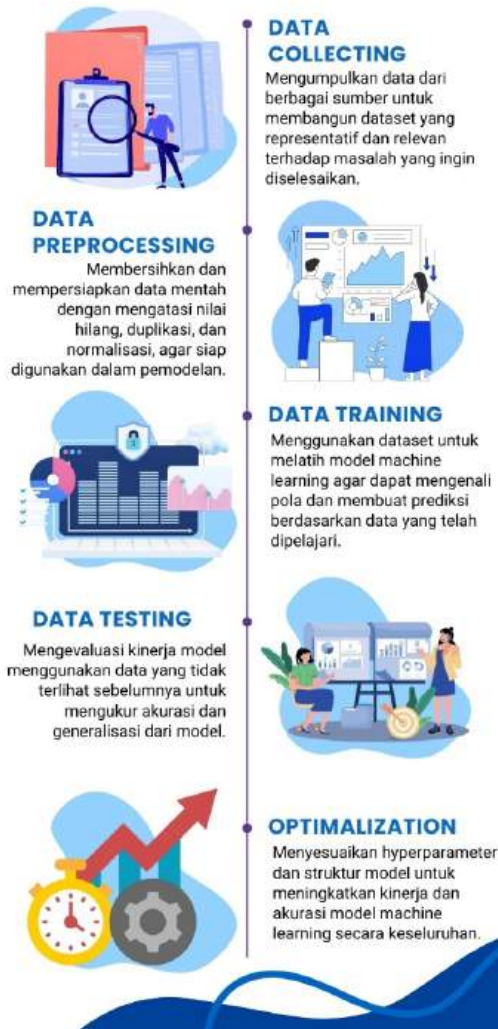 DATA
COLLECTING
Mengumpulkan data dari
berbagai sumber untuk
membangun dataset yang
representatif dan relevan
terhadap masalah yang ingin
diselesaikan.
DATA
PREPROCESSING
Membersihkan dan
mempersiapkan data mentah
dengan mengatasi nilai
hilang, duplikasi, dan
normalisasi, agar siap
digunakan dalam pemodelan.
DATA TRAINING
Menggunakan dataset untuk
melatih model machine
learning agar dapat mengenali
pola dan membuat prediksi
berdasarkan data yang telah
dipelajari.
DATA TESTING
Mengevaluasi kinerja model
menggunakan data yang tidak
terlihat sebelumnya untuk
mengukur akurasi dan
generalisasi dari model.
OPTIMALIZATION
Menyesuaikan hyperparameter
dan struktur model untuk
meningkatkan kinerja dan
akurasi model machine
learning secara keseluruhan.